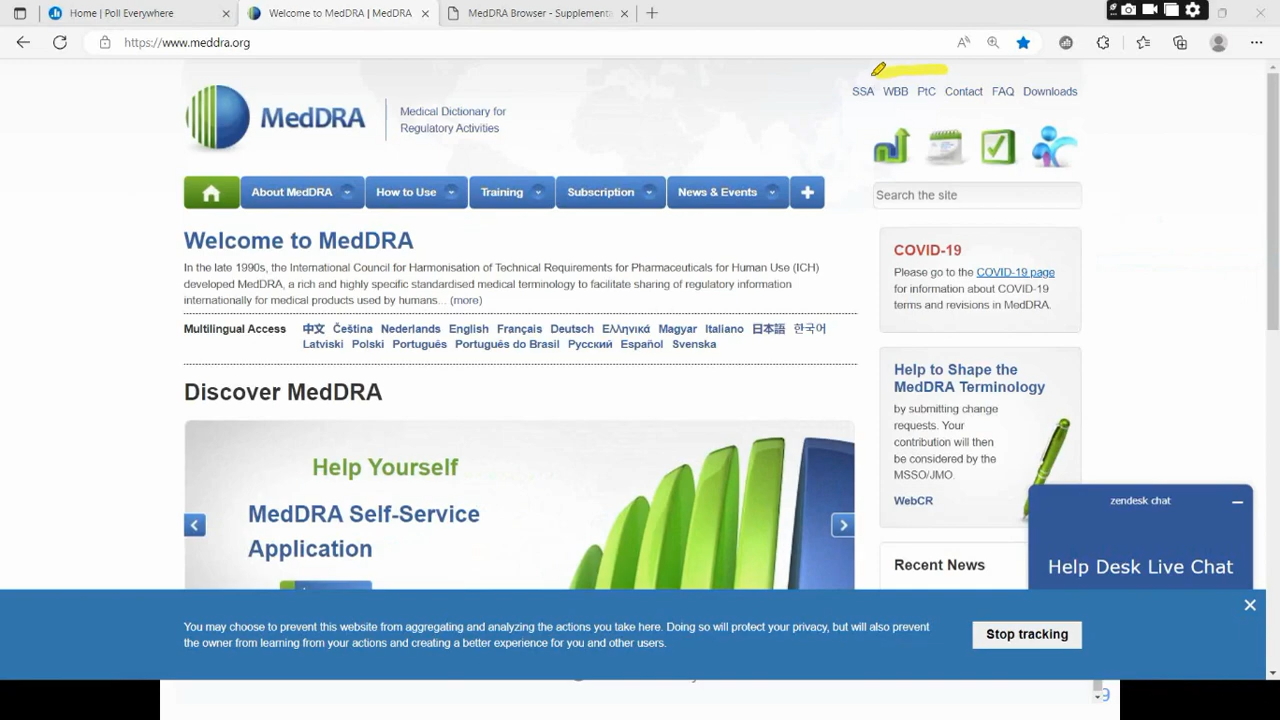 Home | Poll Everywhere
Welcome to MedDRA | MedDRA
MedDRA Browser - Supplementa
https://www.meddra.org
SSA WBB PtC Contact FAQ Downloads
MedDRA
Medical Dictionary for
Regulatory Activities
About MedDRA
How to Use
Training
Subscription
News & Events
Search the site
Welcome to MedDRA
In the late 1990s, the International Council for Harmonisation of Technical Requirements for Pharmaceuticals for Human Use (ICH)
developed MedDRA, a rich and highly specific standardised medical terminology to facilitate sharing of regulatory information
internationally for medical products used by humans... (more)
Multilingual Access 中文 Čeština Nederlands English Français Deutsch Ελληνικά Magyar Italiano 日本語 한국어
Latviski Polski Português Português do Brasil Русский Español Svenska
Discover MedDRA
Help Yourself
MedDRA Self-Service
Application
COVID-19
Please go to the COVID-19 page
for information about COVID-19
terms and revisions in MedDRA.
Help to Shape the
MedDRA Terminology
by submitting change
requests. Your
contribution will then
be considered by the
MSSO/JMO.
WebCR
Recent News
zendesk chat
Help Desk Live Chat
You may choose to prevent this website from aggregating and analyzing the actions you take here. Doing so will protect your privacy, but will also prevent
the owner from learning from your actions and creating a better experience for you and other users.
Stop tracking